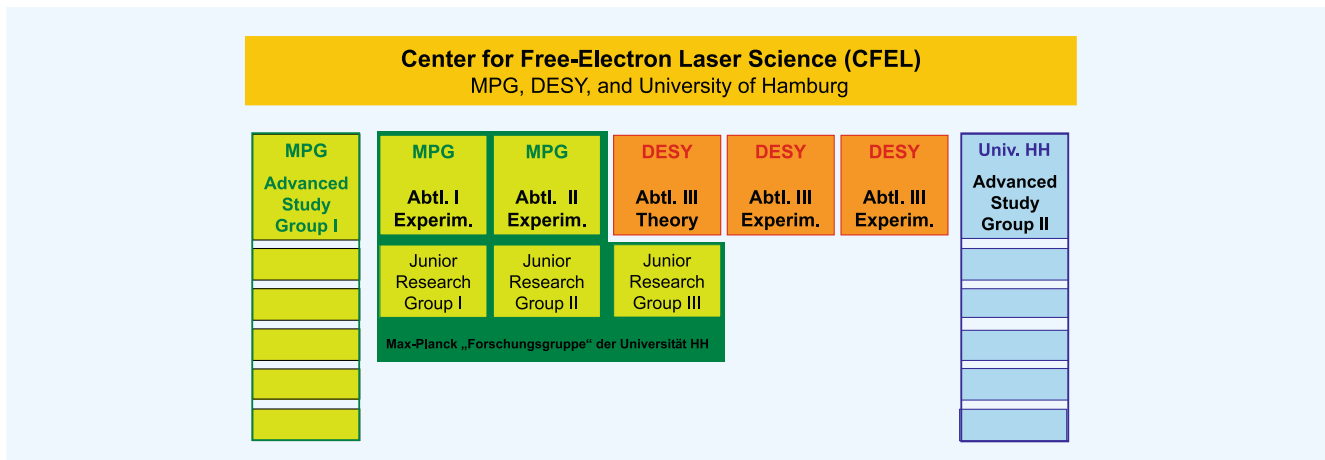 Center for Free-Electron Laser Science (CFEL)
MPG, DESY, and University of Hamburg
MPG
Advanced
Study
Group I
MPG
Abtl. I
Experim.
MPG
Abtl. II
Experim.
DESY
Abtl. III
Theory
DESY
Abtl. III
Experim.
DESY
Abtl. III
Experim.
Univ. HH
Advanced
Study
Group II
Junior
Research
Group I
Junior
Research
Group II
Junior
Research
Group III
Max-Planck „Forschungsgruppe“ der Universität HH